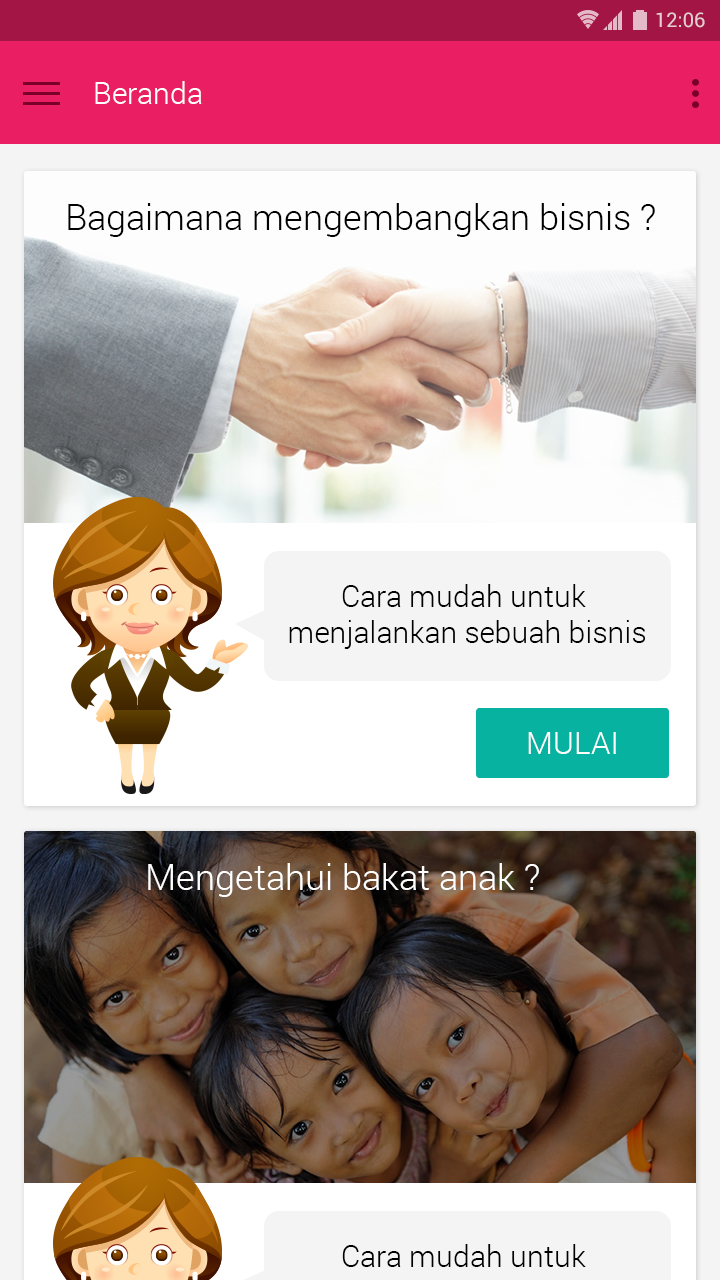 12:06
Beranda
Bagaimana mengembangkan bisnis ?
Cara mudah untuk
menjalankan sebuah bisnis
MULAI
Mengetahui bakat anak ?
Cara mudah untuk